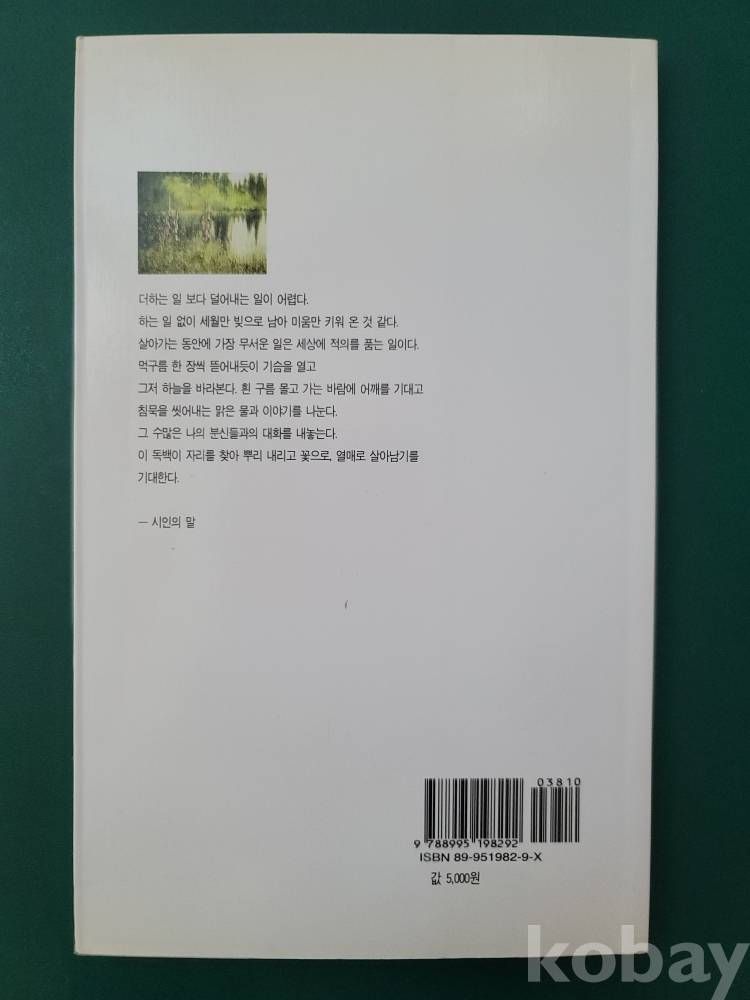 더하는 일 보다 덜어내는 일이 어렵다.
하는 일 없이 세월만 빚으로 남아 미움만 키워 온 것 같다.
살아가는 동안에 가장 무서운 일은 세상에 적의를 품는 일이다.
먹구름 한 장씩 뜯어내듯이 가슴을 열고
그저 하늘을 바라본다. 흰 구름 몰고 가는 바람에 어깨를 기대고
침묵을 씻어내는 맑은 물과 이야기를 나눈다.
그 수많은 나의 분신들과의 대화를 내놓는다.
이 독백이 자리를 찾아 뿌리 내리고 꽃으로, 열매로 살아남기를
기대한다.
― 시인의 말
03810
9 788995 198292
ISBN 89-951982-9-X
값 5,000원
kobay